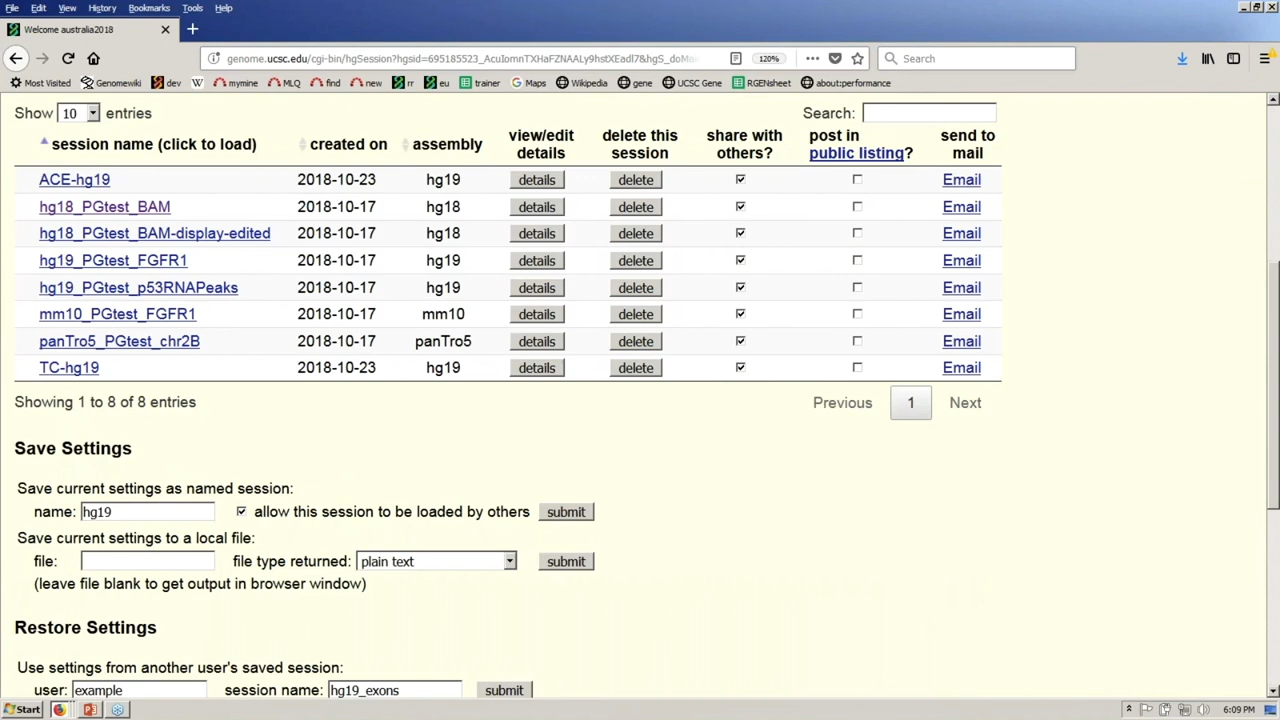 File Edit View History Bookmarks Tools Help
Welcome australia2018
genome.ucsc.edu/cgi-bin/hgSession?hgsid=695185523_AcuIomnTXHaFZNAALy9hstXEadl7&hgS_doMai 120% Search
Most Visited Genomewiki dev mymine MLQ find new rr eu trainer Maps Wikipedia gene UCSC Gene RGENsheet about:performance
Show 10 entries Search:
session name (click to load) created on assembly view/edit details delete this session share with others? post in public listing? send to mail
ACE-hg19 2018-10-23 hg19 details delete Email
hg18_PGtest_BAM 2018-10-17 hg18 details delete Email
hg18_PGtest_BAM-display-edited 2018-10-17 hg18 details delete Email
hg19_PGtest_FGFR1 2018-10-17 hg19 details delete Email
hg19_PGtest_p53RNAPeaks 2018-10-17 hg19 details delete Email
mm10_PGtest_FGFR1 2018-10-17 mm10 details delete Email
panTro5_PGtest_chr2B 2018-10-17 panTro5 details delete Email
TC-hg19 2018-10-23 hg19 details delete Email
Showing 1 to 8 of 8 entries Previous 1 Next
Save Settings
Save current settings as named session:
name: hg19 allow this session to be loaded by others submit
Save current settings to a local file:
file: file type returned: plain text submit
(leave file blank to get output in browser window)
Restore Settings
Use settings from another user's saved session:
user: example session name: hg19_exons submit
Start 6:09 PM